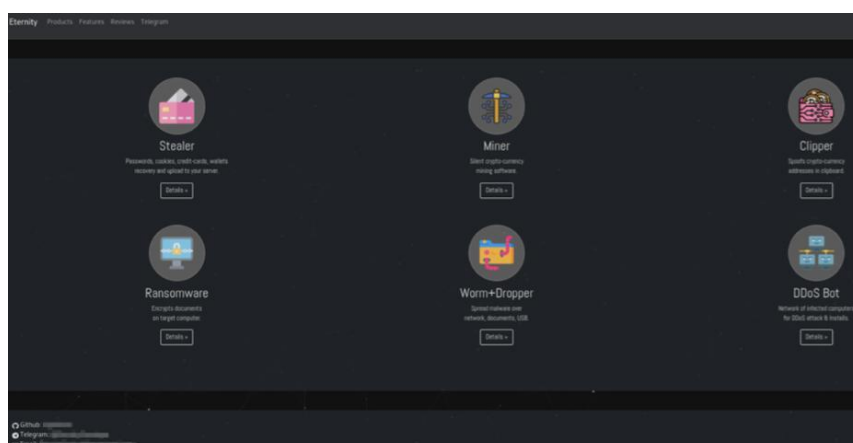 Eternity Products Features Reviews Telegram
Stealer
Passwords, cookies, credit-cards, wallets
recovery and upload to your server.
Details »
Miner
Silent crypto-currency
mining software.
Details »
Clipper
Spoofs crypto-currency
addresses in clipboard.
Details »
Ransomware
Encrypts documents
on target computer.
Details »
Worm+Dropper
Spread malware over
network, documents, USB.
Details »
DDoS Bot
Network of infected computers
for DDoS attack & installs.
Details »
Github:
Telegram: